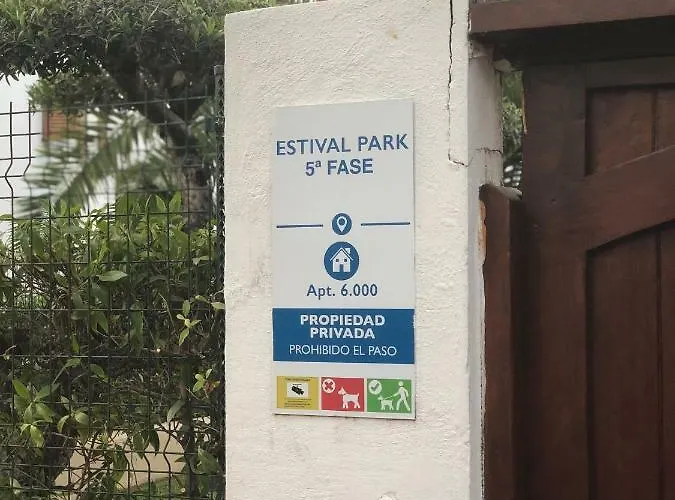 ESTIVAL PARK
5ª FASE
Apt. 6.000
PROPIEDAD
PRIVADA
PROHIBIDO EL PASO